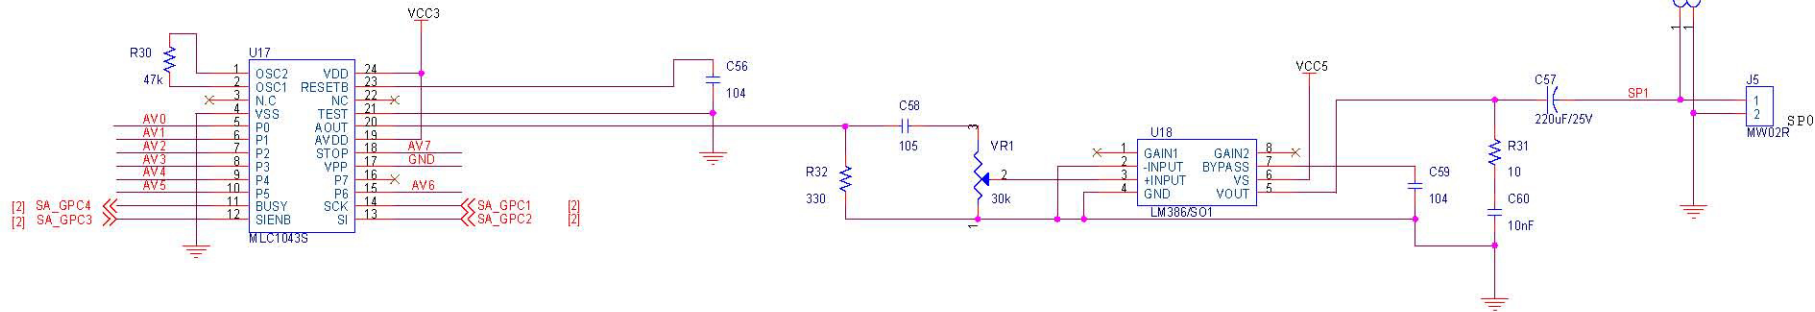 VCC3
R30
47k
U17
1 OSC2 VDD 24
2 OSC1 RESETB 23
3 N.C NC 22
4 VSS TEST 21
AV0 5 P0 AOUT 20
AV1 6 P1 AVDD 19
AV2 7 P2 STOP 18 AV7
AV3 8 P3 VPP 17 GND
AV4 9 P4 P7 16
AV5 10 P5 P6 15 AV6
[2] SA_GPC4 11 BUSY SCK 14 SA_GPC1 [2]
[2] SA_GPC3 12 SIENB SI 13 SA_GPC2 [2]
MLC1043S
C56
104
C58
105
R32
330
3
VR1
2
30k
1
U18
1 GAIN1 GAIN2 8
2 -INPUT BYPASS 7
3 +INPUT VS 6
4 GND VOUT 5
LM386/SO1
VCC5
C59
104
R31
10
C60
10nF
C57
220uF/25V
SP1
1 1
J5
1
2
MW02R
SPO